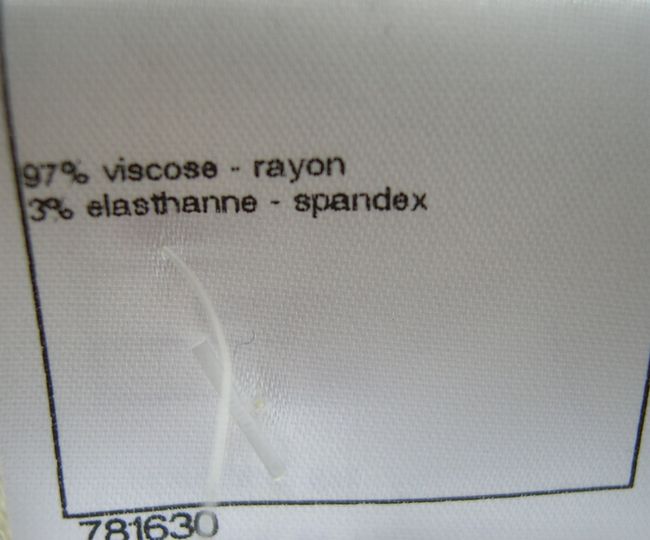 97% viscose - rayon
3% elasthanne - spandex
781630